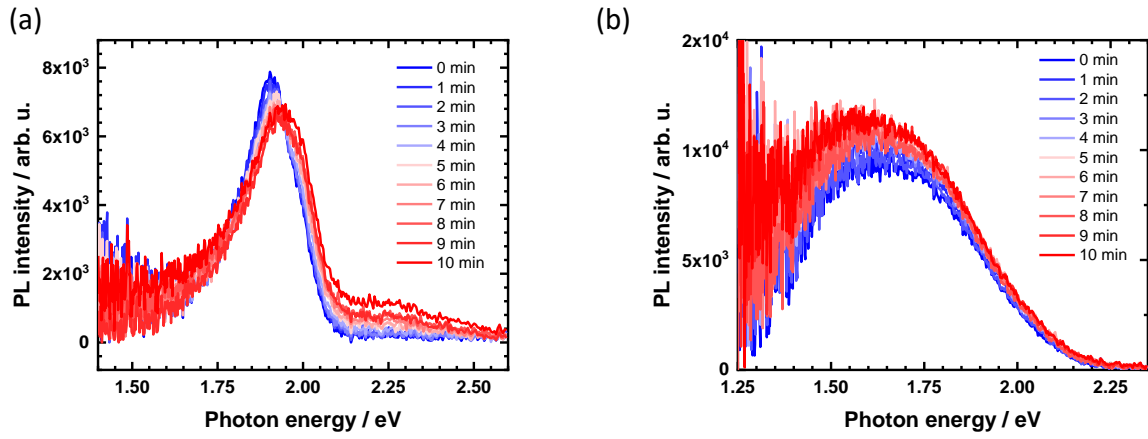 (a)
PL intensity / arb. u.
8x10³
6x10³
4x10³
2x10³
0
1.50
1.75
2.00
2.25
2.50
Photon energy / eV
0 min
1 min
2 min
3 min
4 min
5 min
6 min
7 min
8 min
9 min
10 min
(b)
PL intensity / arb. u.
2x10⁴
1x10⁴
5x10³
0
1.25
1.50
1.75
2.00
2.25
Photon energy / eV
0 min
1 min
2 min
3 min
4 min
5 min
6 min
7 min
8 min
9 min
10 min